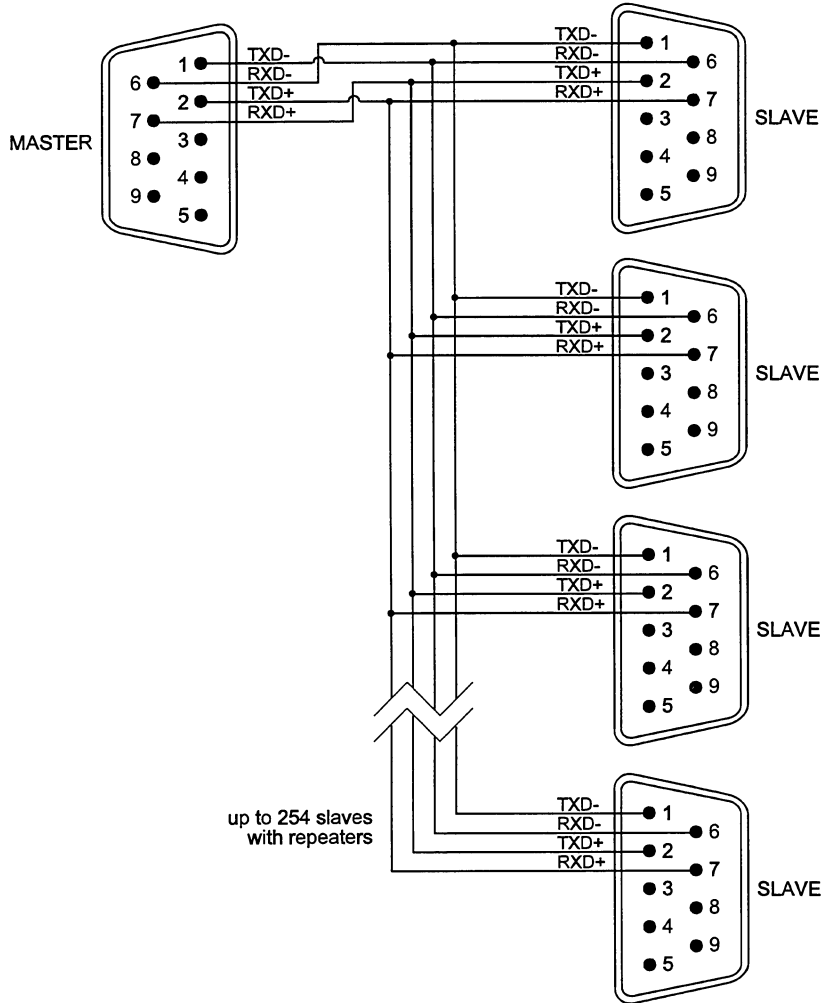 MASTER
1 TXD-
6 RXD-
2 TXD+
7 RXD+
3
8
4
9
5
TXD- 1
RXD- 6
TXD+ 2
RXD+ 7
3
8
4
9
5
SLAVE
TXD- 1
RXD- 6
TXD+ 2
RXD+ 7
3
8
4
9
5
SLAVE
TXD- 1
RXD- 6
TXD+ 2
RXD+ 7
3
8
4
9
5
SLAVE
up to 254 slaves
with repeaters
TXD- 1
RXD- 6
TXD+ 2
RXD+ 7
3
8
4
9
5
SLAVE